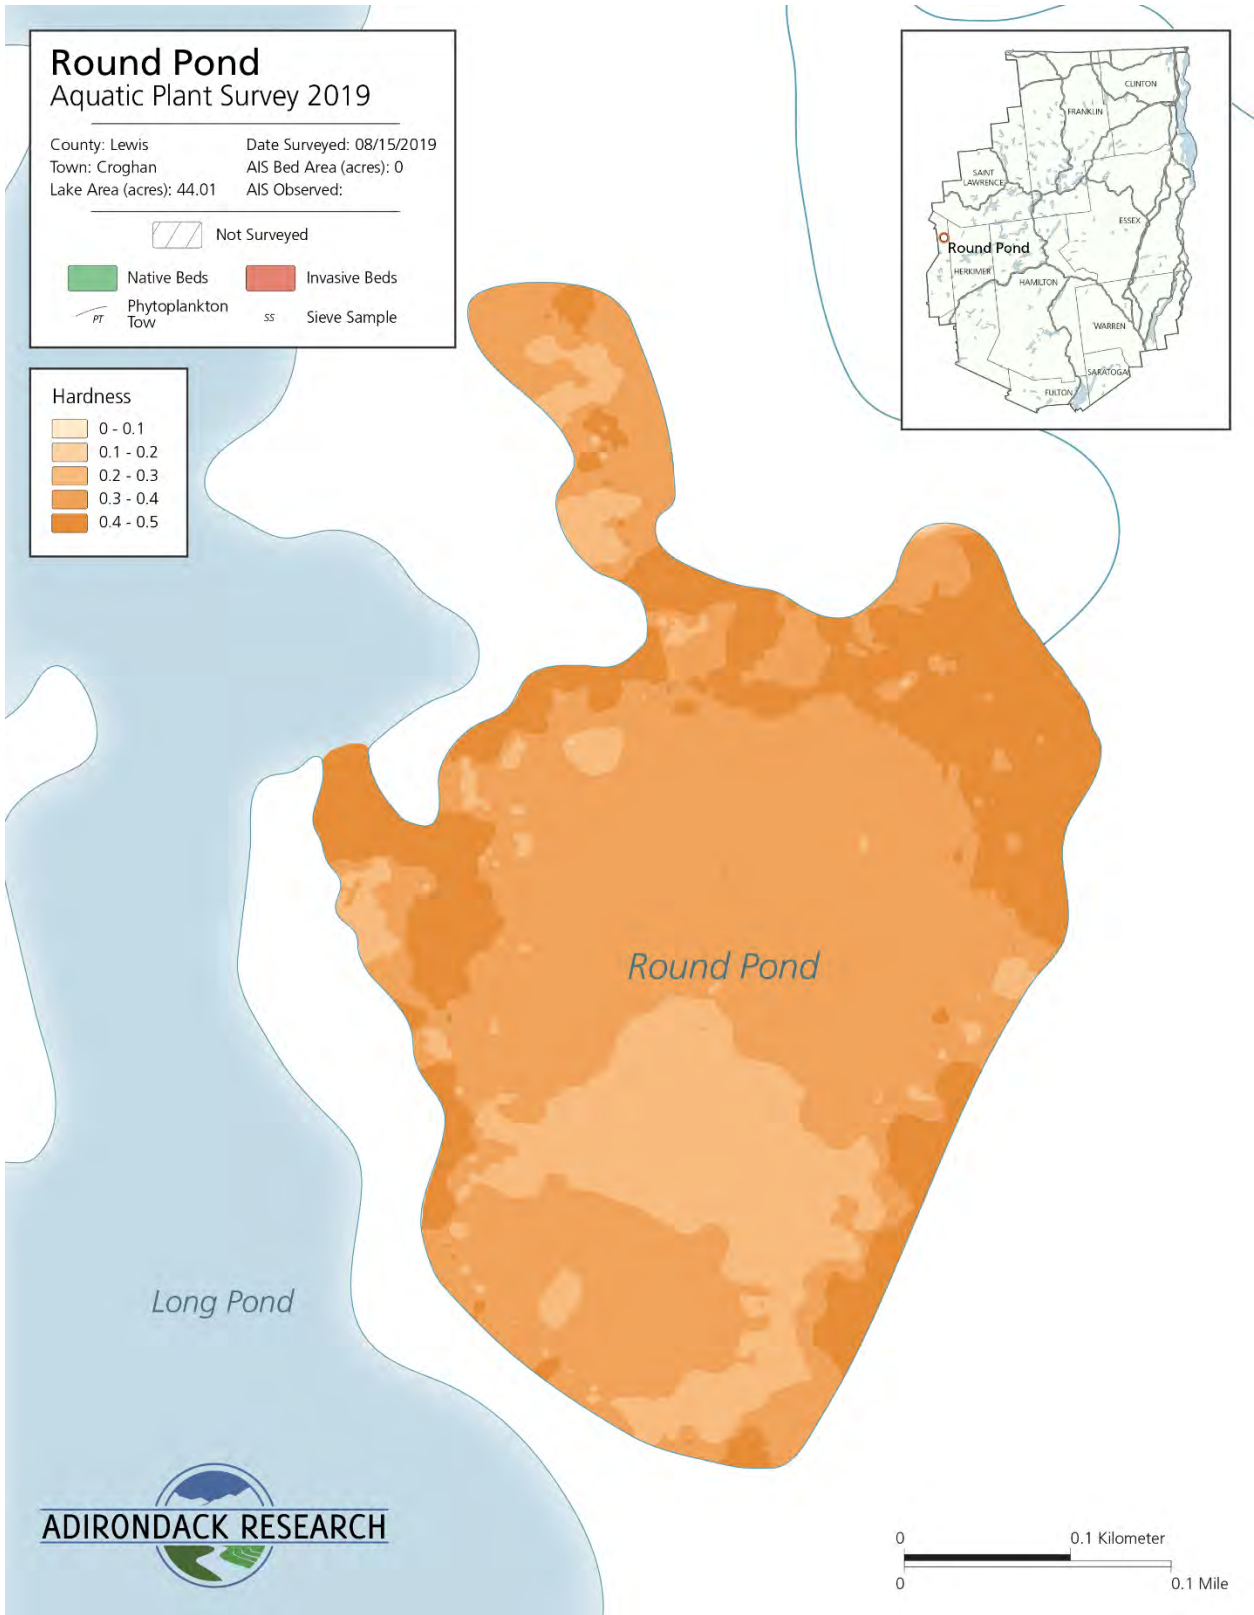 Round Pond
Aquatic Plant Survey 2019
County: Lewis
Town: Croghan
Lake Area (acres): 44.01
Date Surveyed: 08/15/2019
AIS Bed Area (acres): 0
AIS Observed:
Not Surveyed
Native Beds
Invasive Beds
PT
Phytoplankton
Tow
SS
Sieve Sample
Hardness
0 - 0.1
0.1 - 0.2
0.2 - 0.3
0.3 - 0.4
0.4 - 0.5
CLINTON
FRANKLIN
SAINT
LAWRENCE
ESSEX
Round Pond
HERKIMER
HAMILTON
WARREN
SARATOGA
FULTON
Round Pond
Long Pond
ADIRONDACK RESEARCH
0
0.1 Kilometer
0
0.1 Mile